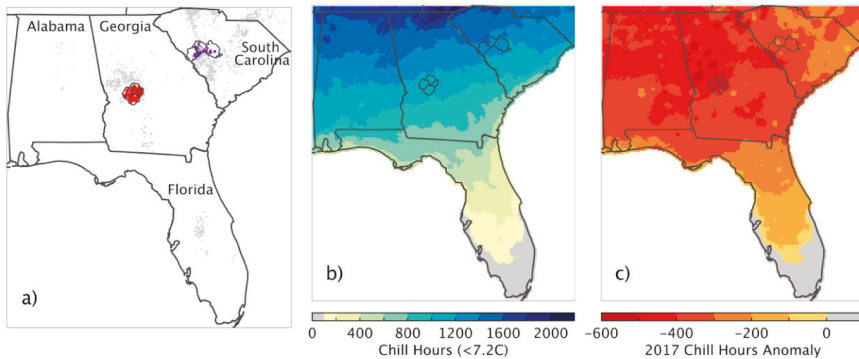 Alabama
Georgia
South
Carolina
Florida
a)
b)
c)
0 400 800 1200 1600 2000
Chill Hours (<7.2C)
-600 -400 -200 0
2017 Chill Hours Anomaly